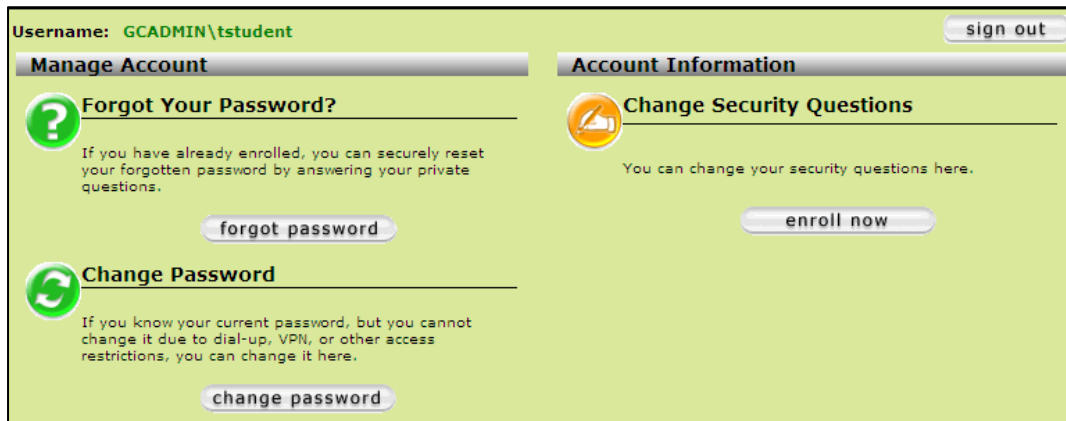 Username: GCADMIN\tstudent
sign out
Manage Account
Forgot Your Password?
If you have already enrolled, you can securely reset
your forgotten password by answering your private
questions.
forgot password
Change Password
If you know your current password, but you cannot
change it due to dial-up, VPN, or other access
restrictions, you can change it here.
change password
Account Information
Change Security Questions
You can change your security questions here.
enroll now